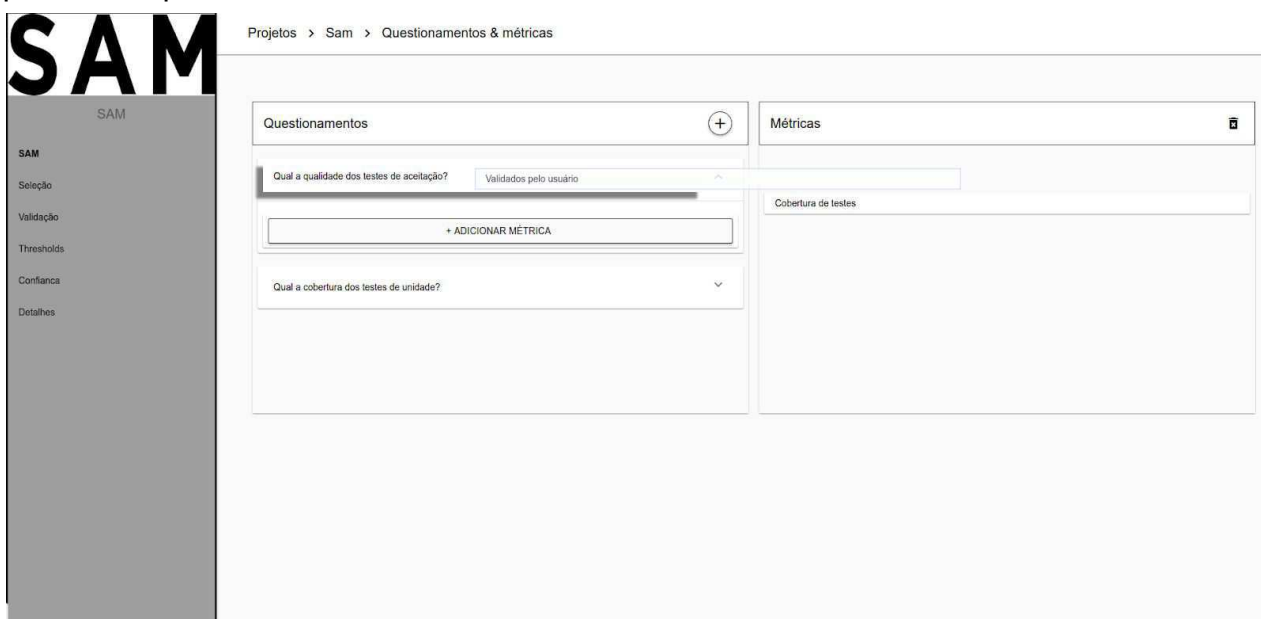 SAM
SAM
SAM
Seleção
Validação
Thresholds
Confianca
Detalhes
Projetos > Sam > Questionamentos & métricas
Questionamentos
Qual a qualidade dos testes de aceitação?
Validados pelo usuário
+ ADICIONAR MÉTRICA
Qual a cobertura dos testes de unidade?
Métricas
Cobertura de testes